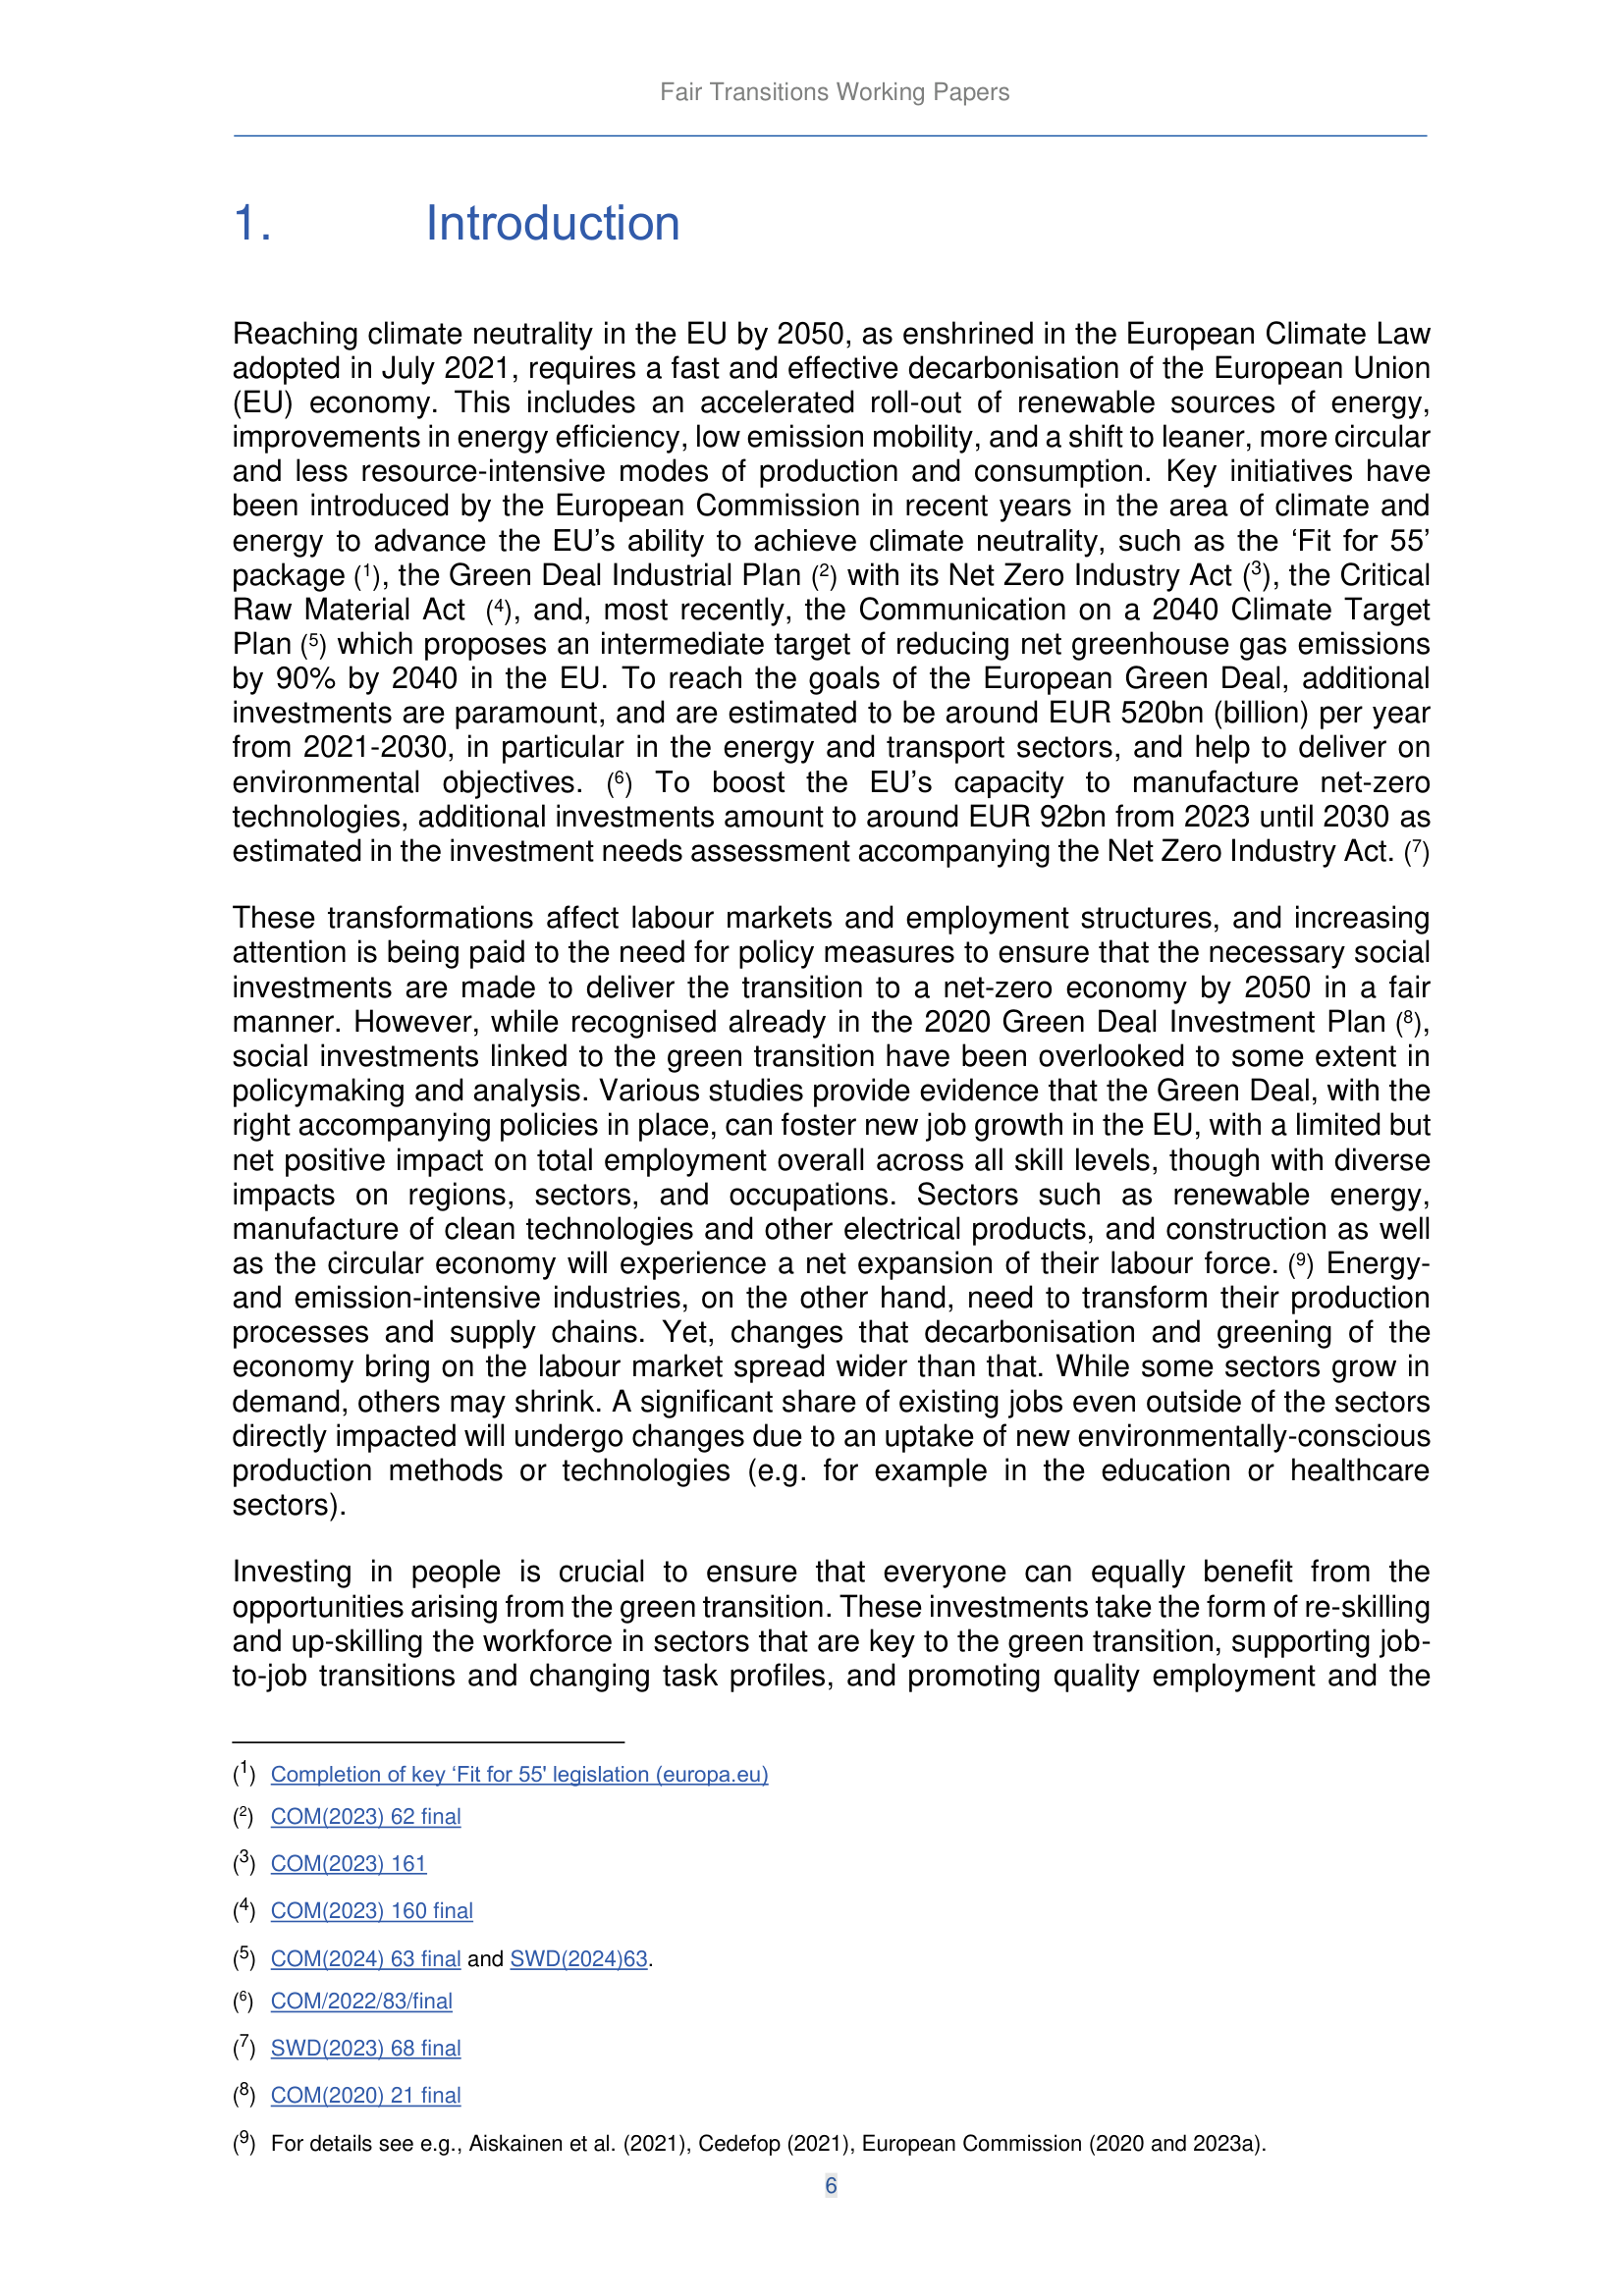 Fair Transitions Working Papers
1. Introduction
Reaching climate neutrality in the EU by 2050, as enshrined in the European Climate Law
adopted in July 2021, requires a fast and effective decarbonisation of the European Union
(EU) economy. This includes an accelerated roll-out of renewable sources of energy,
improvements in energy efficiency, low emission mobility, and a shift to leaner, more circular
and less resource-intensive modes of production and consumption. Key initiatives have
been introduced by the European Commission in recent years in the area of climate and
energy to advance the EU’s ability to achieve climate neutrality, such as the ‘Fit for 55’
package (1), the Green Deal Industrial Plan (2) with its Net Zero Industry Act (3), the Critical
Raw Material Act (4), and, most recently, the Communication on a 2040 Climate Target
Plan (5) which proposes an intermediate target of reducing net greenhouse gas emissions
by 90% by 2040 in the EU. To reach the goals of the European Green Deal, additional
investments are paramount, and are estimated to be around EUR 520bn (billion) per year
from 2021-2030, in particular in the energy and transport sectors, and help to deliver on
environmental objectives. (6) To boost the EU’s capacity to manufacture net-zero
technologies, additional investments amount to around EUR 92bn from 2023 until 2030 as
estimated in the investment needs assessment accompanying the Net Zero Industry Act. (7)
These transformations affect labour markets and employment structures, and increasing
attention is being paid to the need for policy measures to ensure that the necessary social
investments are made to deliver the transition to a net-zero economy by 2050 in a fair
manner. However, while recognised already in the 2020 Green Deal Investment Plan (8),
social investments linked to the green transition have been overlooked to some extent in
policymaking and analysis. Various studies provide evidence that the Green Deal, with the
right accompanying policies in place, can foster new job growth in the EU, with a limited but
net positive impact on total employment overall across all skill levels, though with diverse
impacts on regions, sectors, and occupations. Sectors such as renewable energy,
manufacture of clean technologies and other electrical products, and construction as well
as the circular economy will experience a net expansion of their labour force. (9) Energy-
and emission-intensive industries, on the other hand, need to transform their production
processes and supply chains. Yet, changes that decarbonisation and greening of the
economy bring on the labour market spread wider than that. While some sectors grow in
demand, others may shrink. A significant share of existing jobs even outside of the sectors
directly impacted will undergo changes due to an uptake of new environmentally-conscious
production methods or technologies (e.g. for example in the education or healthcare
sectors).
Investing in people is crucial to ensure that everyone can equally benefit from the
opportunities arising from the green transition. These investments take the form of re-skilling
and up-skilling the workforce in sectors that are key to the green transition, supporting job-
to-job transitions and changing task profiles, and promoting quality employment and the
(1) Completion of key ‘Fit for 55' legislation (europa.eu)
(2) COM(2023) 62 final
(3) COM(2023) 161
(4) COM(2023) 160 final
(5) COM(2024) 63 final and SWD(2024)63.
(6) COM/2022/83/final
(7) SWD(2023) 68 final
(8) COM(2020) 21 final
(9) For details see e.g., Aiskainen et al. (2021), Cedefop (2021), European Commission (2020 and 2023a).
6